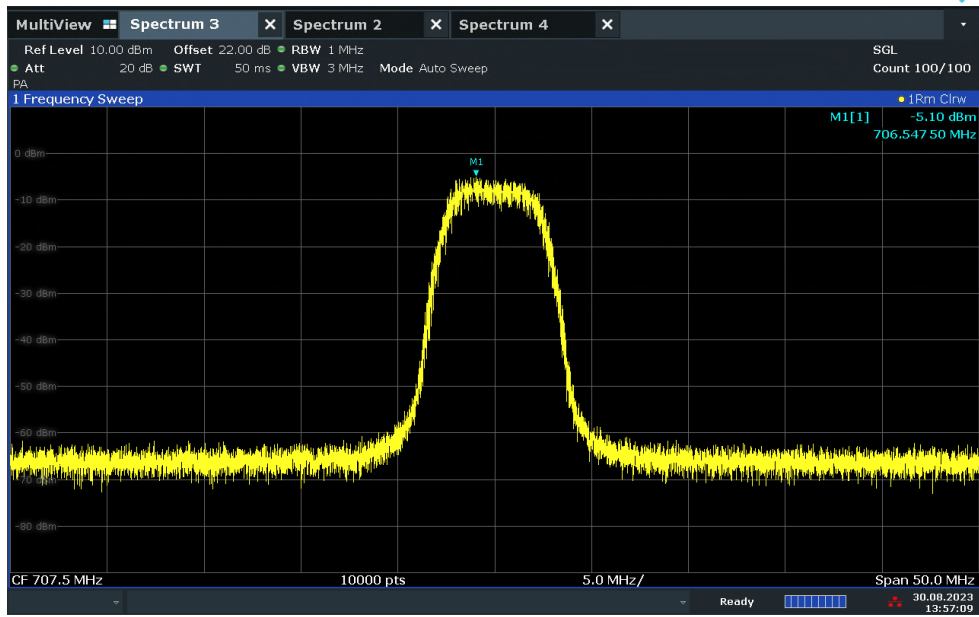 MultiView Spectrum 3 × Spectrum 2 × Spectrum 4 ×
Ref Level 10.00 dBm Offset 22.00 dB RBW 1 MHz SGL
Att 20 dB SWT 50 ms VBW 3 MHz Mode Auto Sweep Count 100/100
PA
1 Frequency Sweep 1Rm Clrw
M1[1] -5.10 dBm
706.547 50 MHz
0 dBm
M1
-10 dBm
-20 dBm
-30 dBm
-40 dBm
-50 dBm
-60 dBm
-70 dBm
-80 dBm
CF 707.5 MHz 10000 pts 5.0 MHz/ Span 50.0 MHz
Ready 30.08.2023
13:57:09